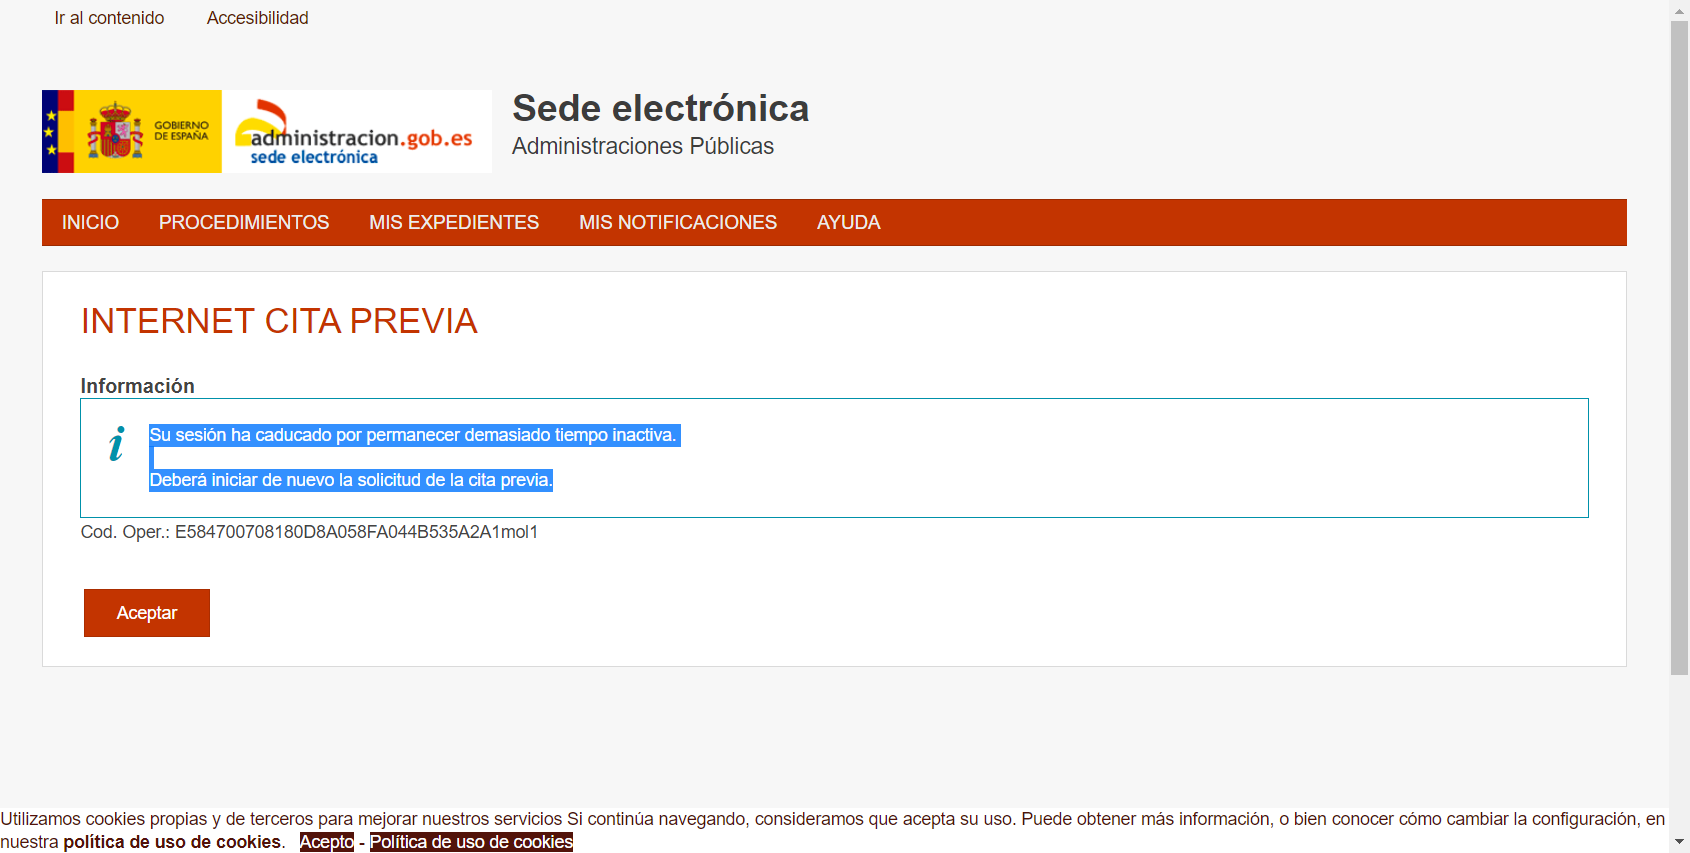 Ir al contenido Accesibilidad
GOBIERNO
DE ESPAÑA
administracion.gob.es
sede electrónica
Sede electrónica
Administraciones Públicas
INICIO PROCEDIMIENTOS MIS EXPEDIENTES MIS NOTIFICACIONES AYUDA
INTERNET CITA PREVIA
Información
i
Su sesión ha caducado por permanecer demasiado tiempo inactiva.
Deberá iniciar de nuevo la solicitud de la cita previa.
Cod. Oper.: E584700708180D8A058FA044B535A2A1mol1
Aceptar
Utilizamos cookies propias y de terceros para mejorar nuestros servicios Si continúa navegando, consideramos que acepta su uso. Puede obtener más información, o bien conocer cómo cambiar la configuración, en
nuestra política de uso de cookies. Acepto - Política de uso de cookies